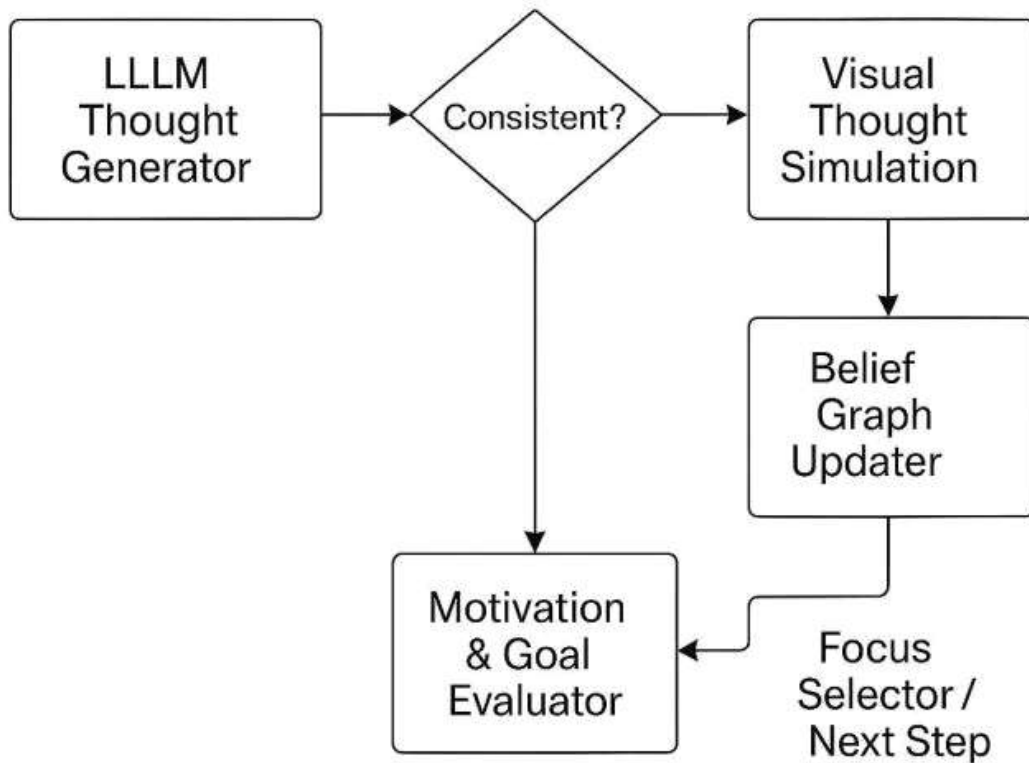 LLLM
Thought
Generator
Consistent?
Visual
Thought
Simulation
Belief
Graph
Updater
Motivation
& Goal
Evaluator
Focus
Selector /
Next Step